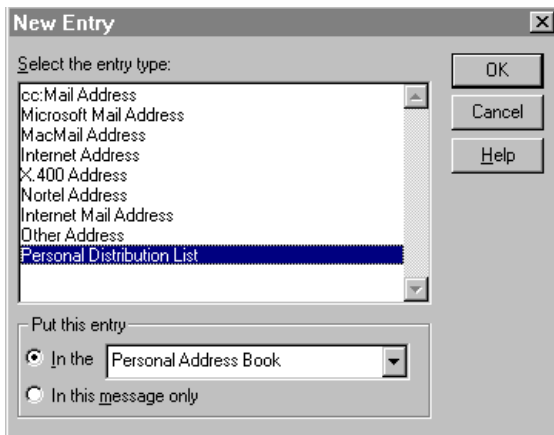 New Entry
Select the entry type:
cc:Mail Address
Microsoft Mail Address
MacMail Address
Internet Address
X.400 Address
Nortel Address
Internet Mail Address
Other Address
Personal Distribution List
OK
Cancel
Help
Put this entry
In the Personal Address Book
In this message only